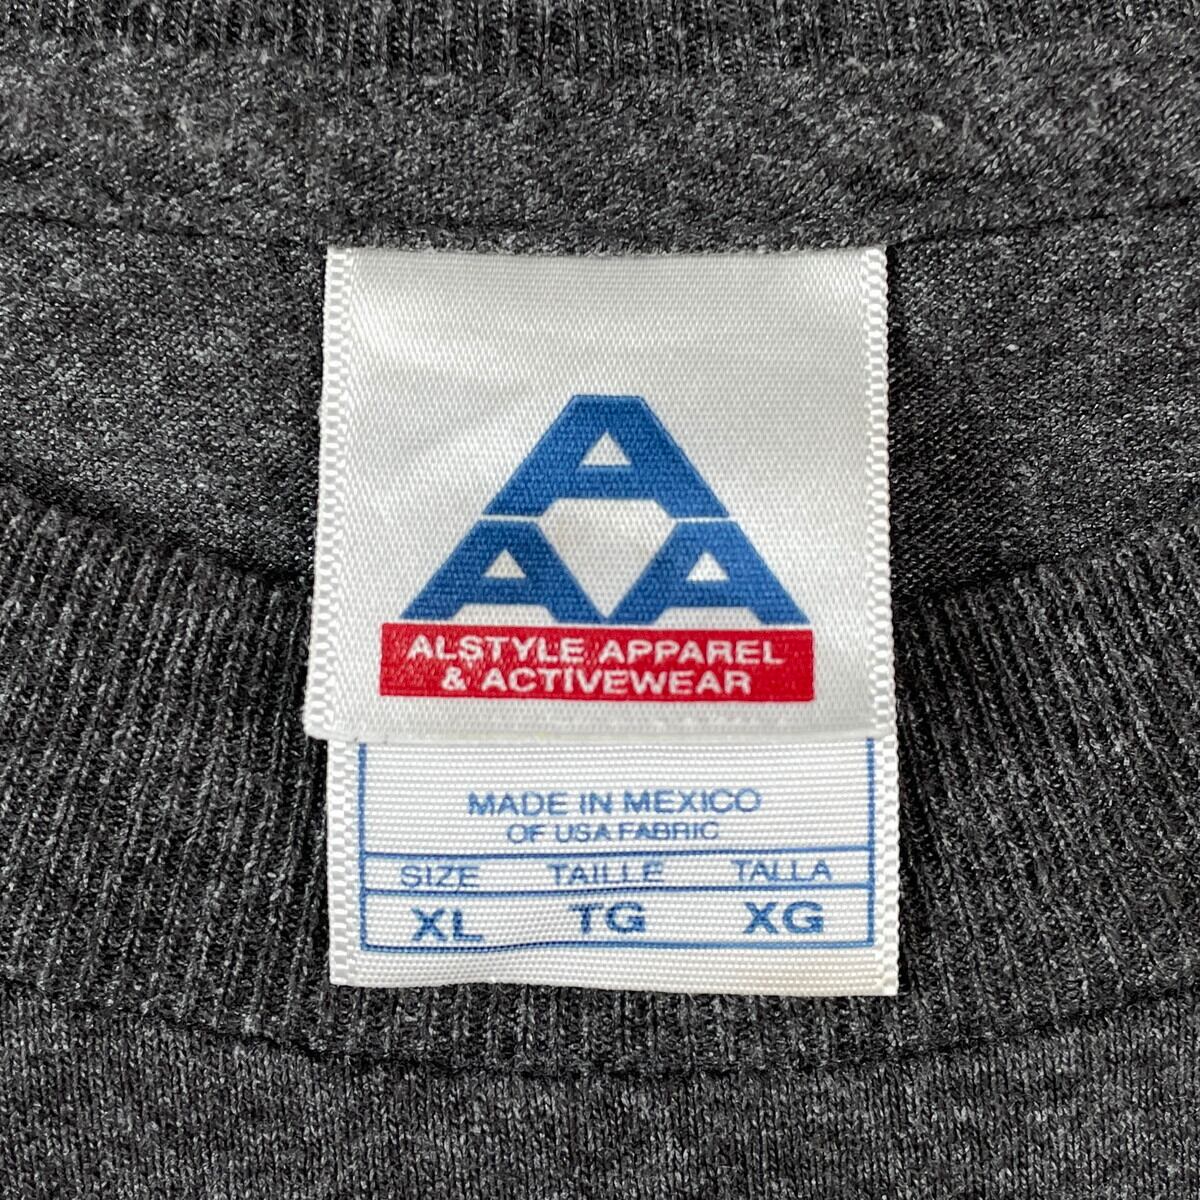 A
A A
ALSTYLE APPAREL
& ACTIVEWEAR
MADE IN MEXICO
OF USA FABRIC
SIZE TAILLE TALLA
XL TG XG